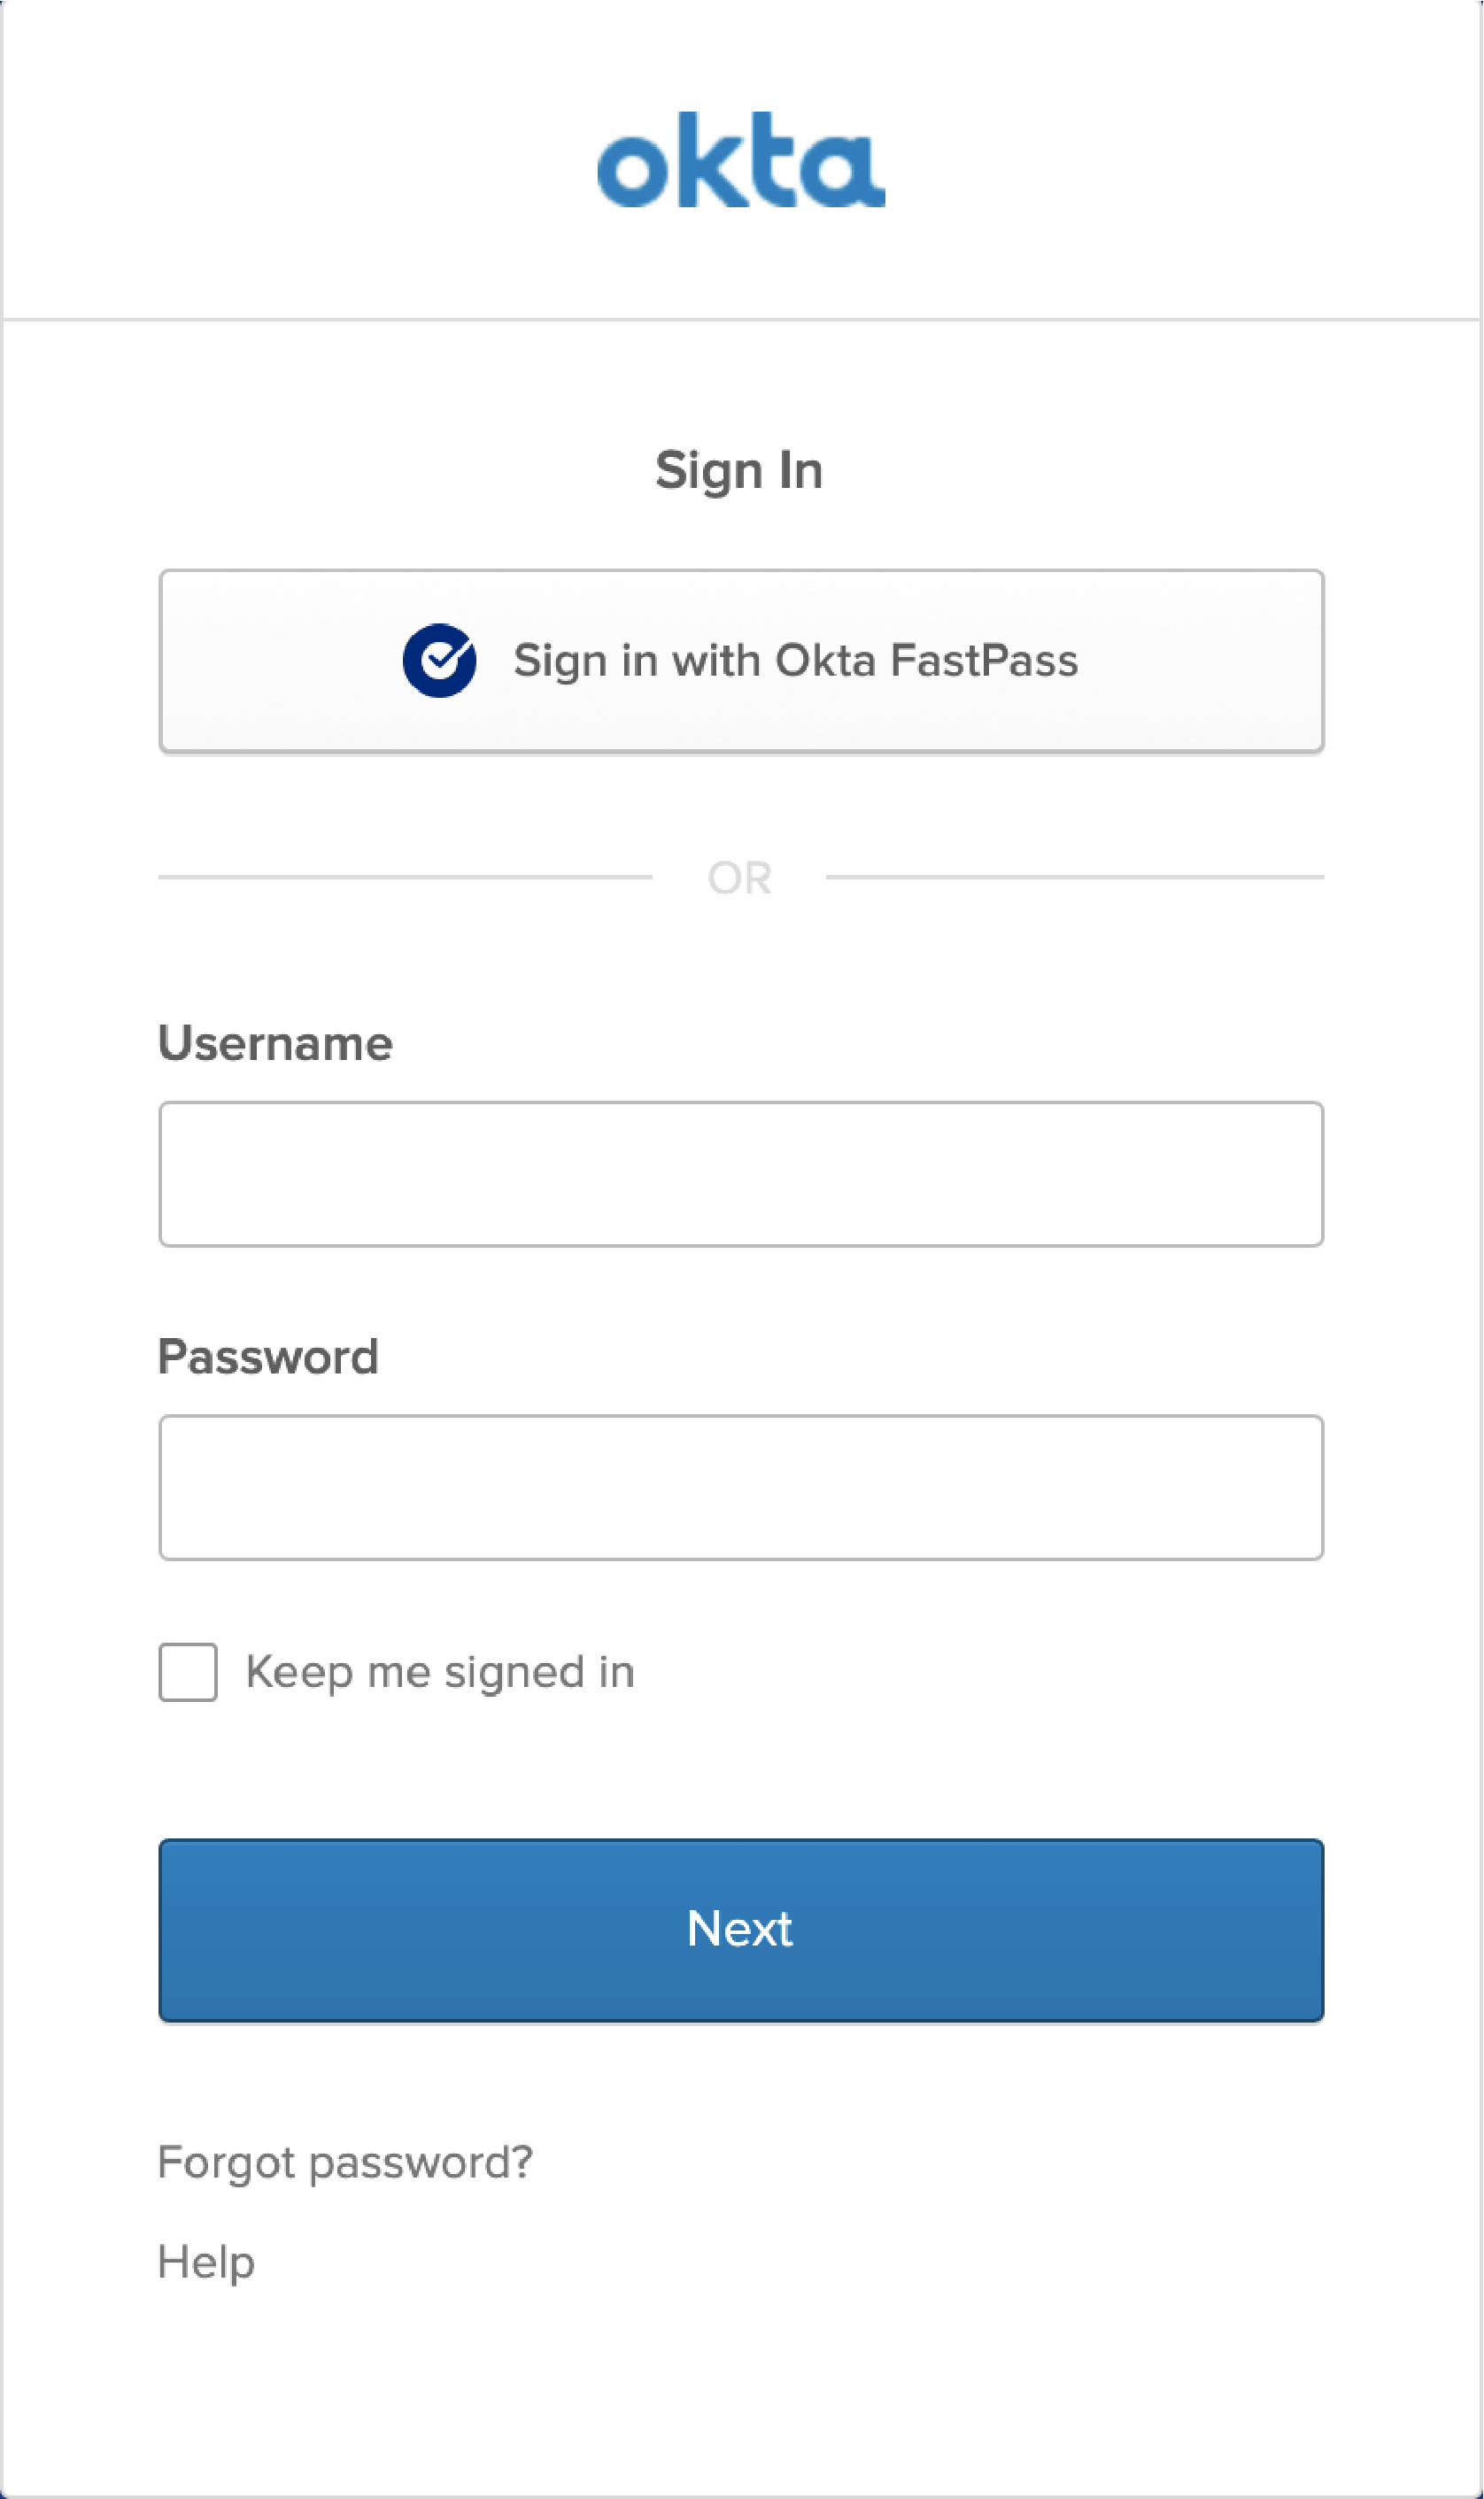 okta
Sign In
Sign in with Okta FastPass
OR
Username
Password
Keep me signed in
Next
Forgot password?
Help